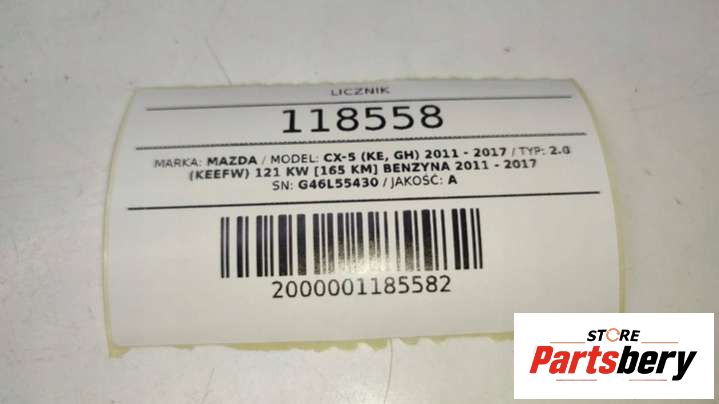 LICZNIK
118558
MARKA: MAZDA / MODEL: CX-5 (KE, GH) 2011 - 2017 / TYP: 2.0
(KEEFW) 121 KW [165 KM] BENZYNA 2011 - 2017
SN: G46L55430 / JAKOŚĆ: A
2000001185582
STORE
Partsbery